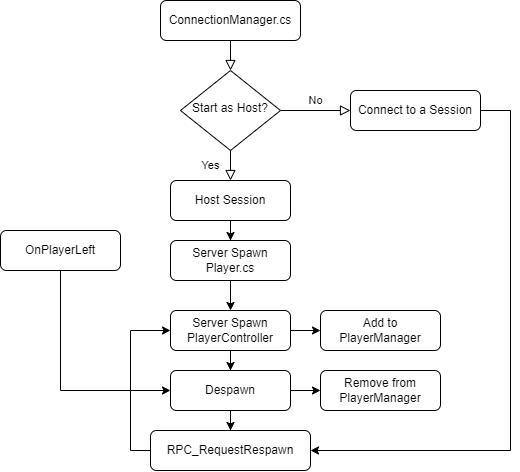 ConnectionManager.cs
Start as Host?
No
Connect to a Session
Yes
Host Session
OnPlayerLeft
Server Spawn
Player.cs
Server Spawn
PlayerController
Add to
PlayerManager
Despawn
Remove from
PlayerManager
RPC_RequestRespawn